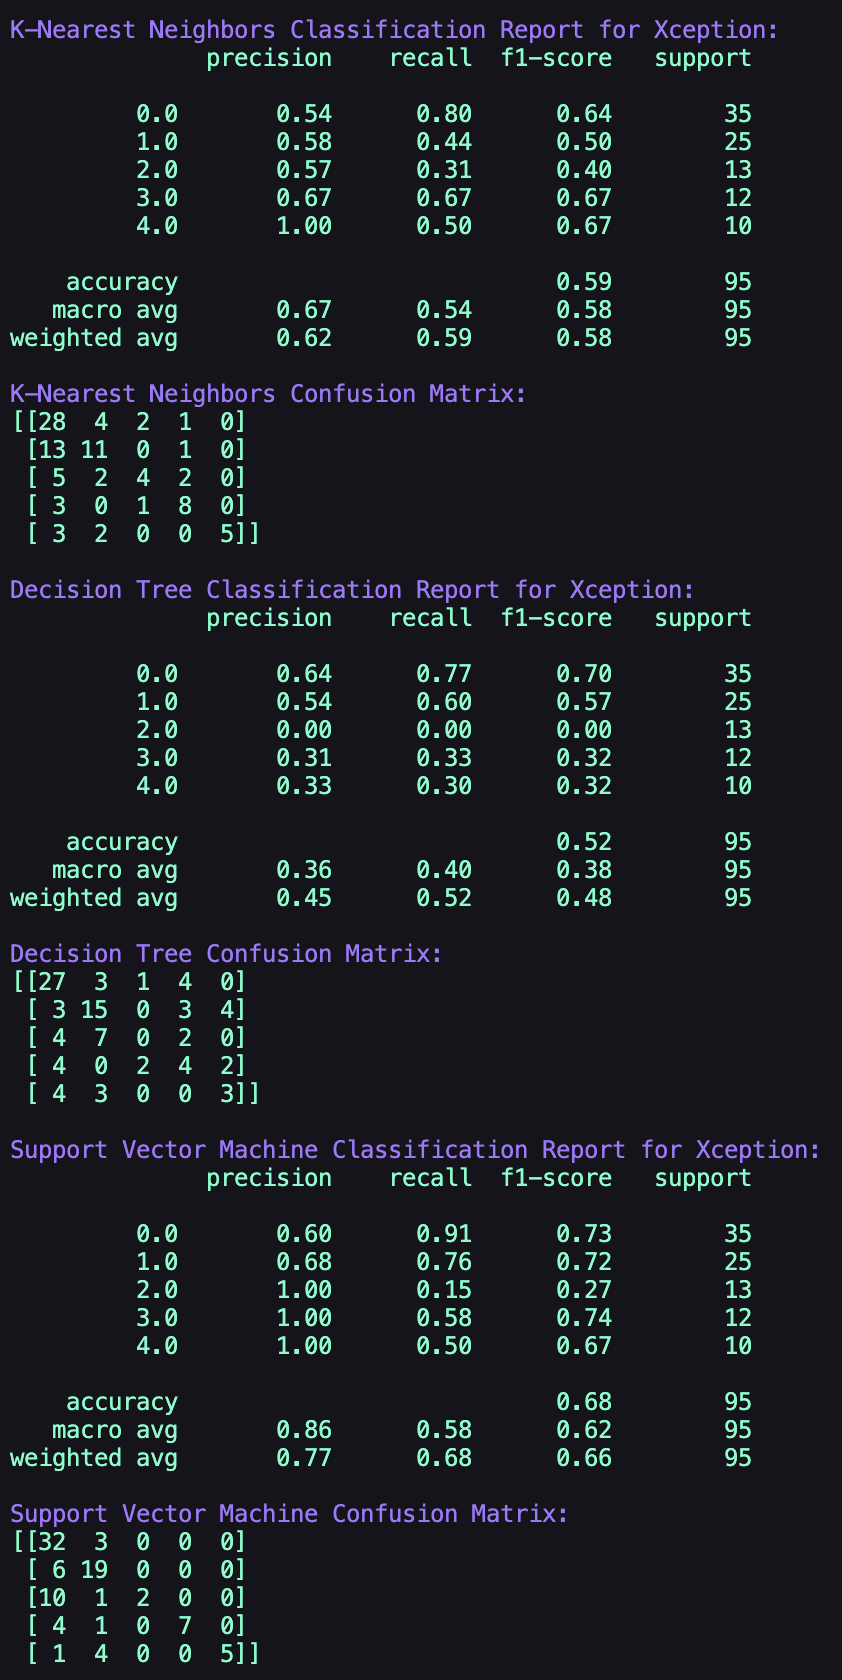 K-Nearest Neighbors Classification Report for Xception:
              precision    recall  f1-score   support

         0.0       0.54      0.80      0.64        35
         1.0       0.58      0.44      0.50        25
         2.0       0.57      0.31      0.40        13
         3.0       0.67      0.67      0.67        12
         4.0       1.00      0.50      0.67        10

    accuracy                           0.59        95
   macro avg       0.67      0.54      0.58        95
weighted avg       0.62      0.59      0.58        95

K-Nearest Neighbors Confusion Matrix:
[[28  4  2  1  0]
 [13 11  0  1  0]
 [ 5  2  4  2  0]
 [ 3  0  1  8  0]
 [ 3  2  0  0  5]]

Decision Tree Classification Report for Xception:
              precision    recall  f1-score   support

         0.0       0.64      0.77      0.70        35
         1.0       0.54      0.60      0.57        25
         2.0       0.00      0.00      0.00        13
         3.0       0.31      0.33      0.32        12
         4.0       0.33      0.30      0.32        10

    accuracy                           0.52        95
   macro avg       0.36      0.40      0.38        95
weighted avg       0.45      0.52      0.48        95

Decision Tree Confusion Matrix:
[[27  3  1  4  0]
 [ 3 15  0  3  4]
 [ 4  7  0  2  0]
 [ 4  0  2  4  2]
 [ 4  3  0  0  3]]

Support Vector Machine Classification Report for Xception:
              precision    recall  f1-score   support

         0.0       0.60      0.91      0.73        35
         1.0       0.68      0.76      0.72        25
         2.0       1.00      0.15      0.27        13
         3.0       1.00      0.58      0.74        12
         4.0       1.00      0.50      0.67        10

    accuracy                           0.68        95
   macro avg       0.86      0.58      0.62        95
weighted avg       0.77      0.68      0.66        95

Support Vector Machine Confusion Matrix:
[[32  3  0  0  0]
 [ 6 19  0  0  0]
 [10  1  2  0  0]
 [ 4  1  0  7  0]
 [ 1  4  0  0  5]]